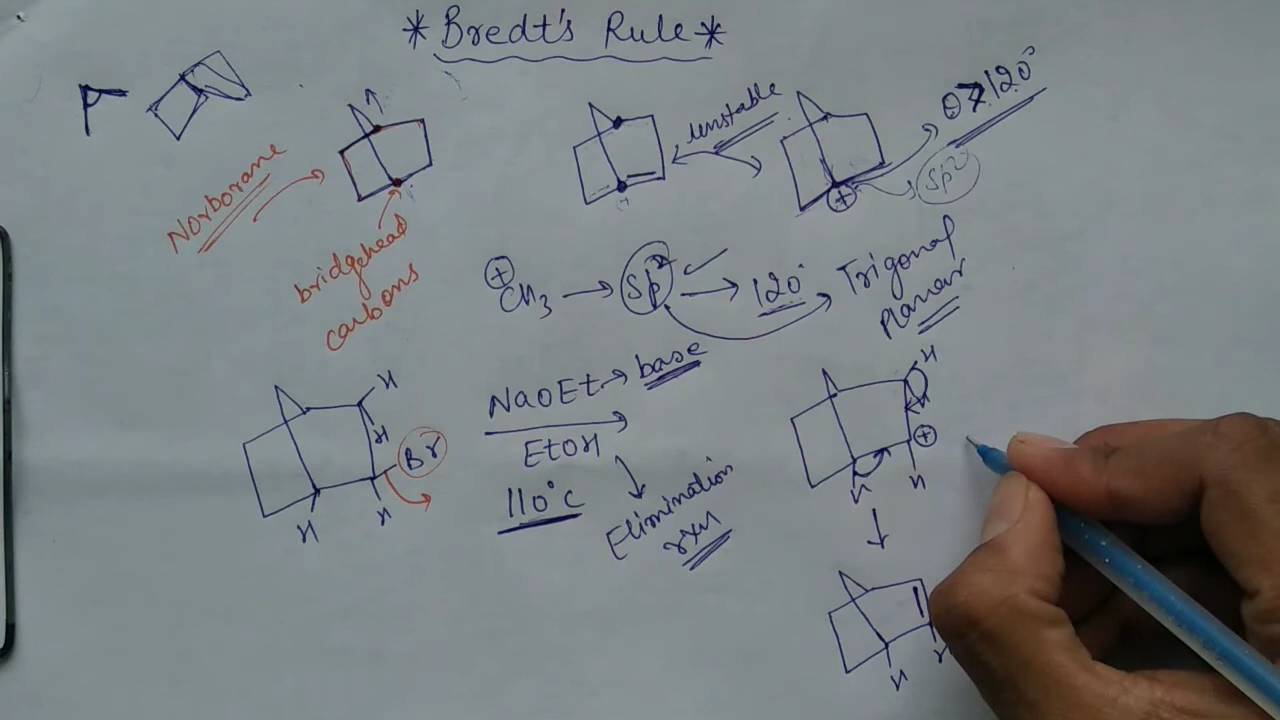 *Bredt's Rule*
Norborane
bridgehead
carbons
unstable
θ>120°
sp²
⊕
⊕
CH3 → sp² → 120°
Trigonal
Planar
H
H
Br
H
H
NaOEt → base
EtOH
110°C
Elimination
rxn
H
H
⊕
H
H
H
H